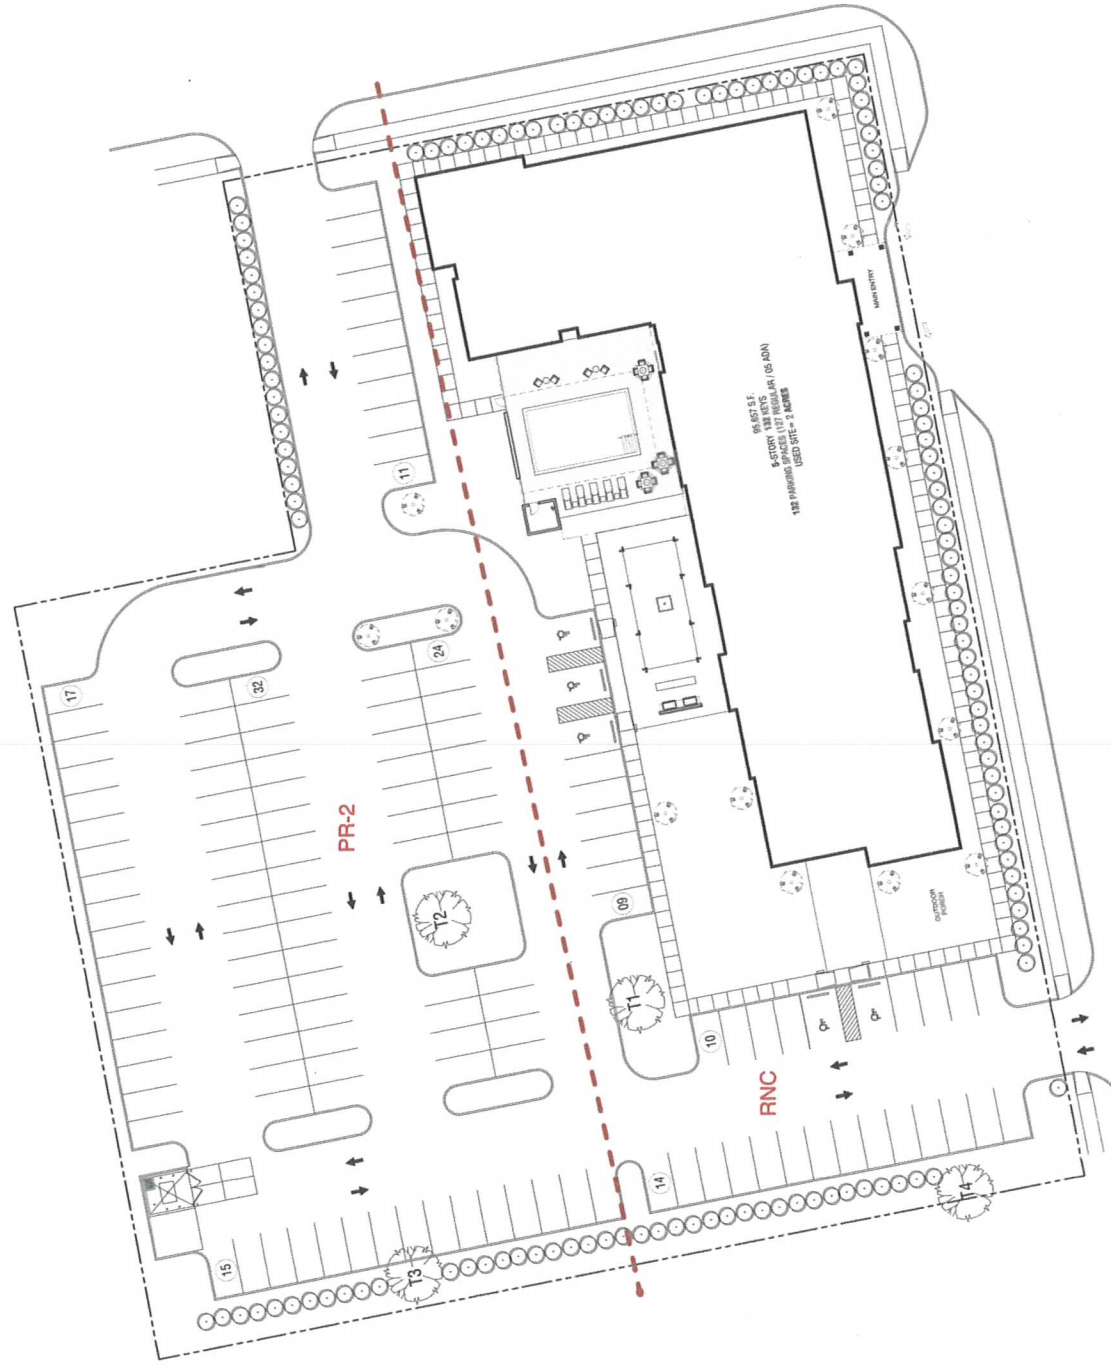 17
32
24
11
PR-2
T2
09
T1
10
RNC
14
15
T3
T4
95,657 S.F.
5-STORY 132 KEYS
132 PARKING SPACES (127 REGULAR / 05 ADA)
USED SITE = 2 ACRES
MAIN ENTRY
OUTDOOR
PORCH